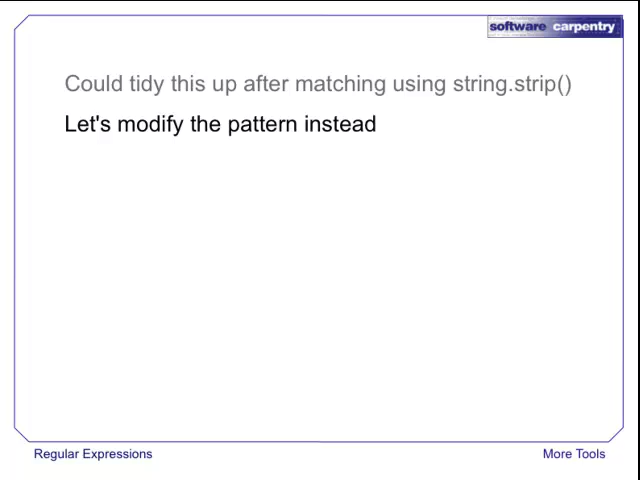 software carpentry
Could tidy this up after matching using string.strip()
Let's modify the pattern instead
Regular Expressions
More Tools